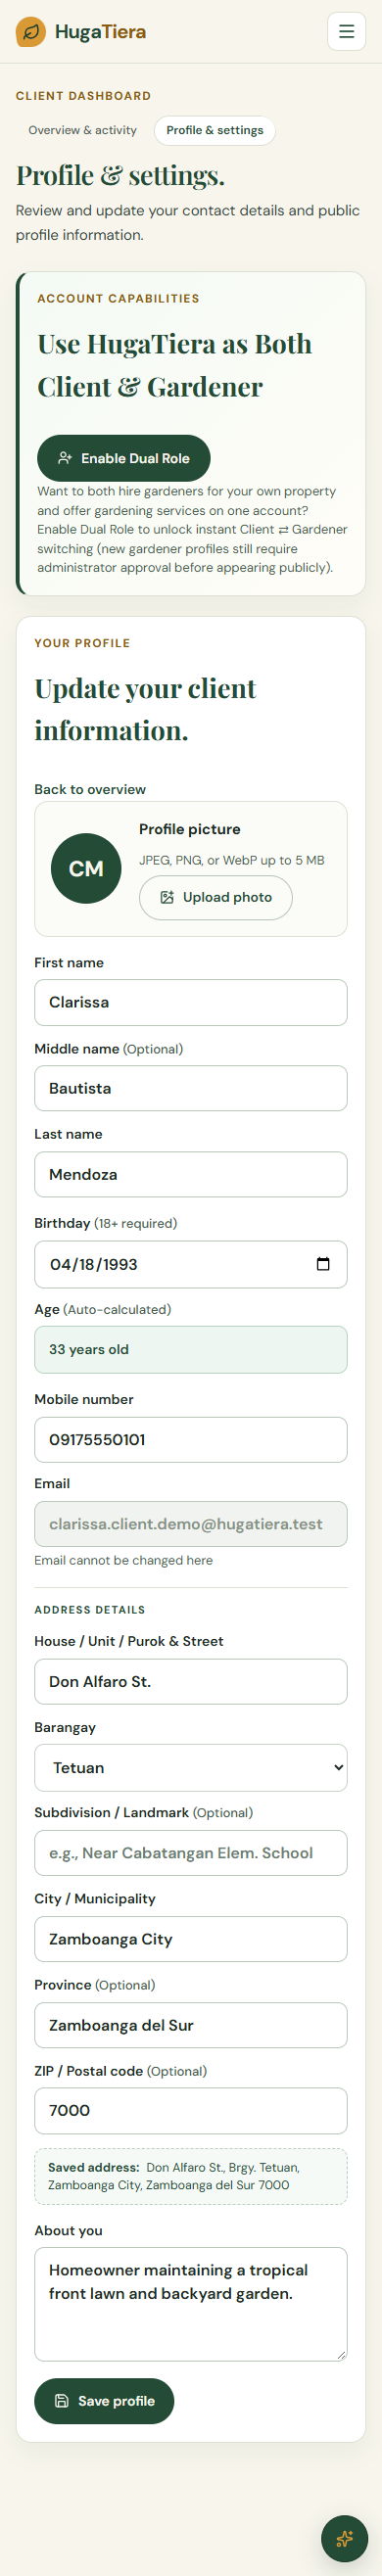 HugaTiera
CLIENT DASHBOARD
Overview & activity
Profile & settings
Profile & settings.
Review and update your contact details and public
profile information.
ACCOUNT CAPABILITIES
Use HugaTiera as Both
Client & Gardener
Enable Dual Role
Want to both hire gardeners for your own property
and offer gardening services on one account?
Enable Dual Role to unlock instant Client ⇄ Gardener
switching (new gardener profiles still require
administrator approval before appearing publicly).
YOUR PROFILE
Update your client
information.
Back to overview
CM
Profile picture
JPEG, PNG, or WebP up to 5 MB
Upload photo
First name
Clarissa
Middle name (Optional)
Bautista
Last name
Mendoza
Birthday (18+ required)
04/18/1993
Age (Auto-calculated)
33 years old
Mobile number
09175550101
Email
clarissa.client.demo@hugatiera.test
Email cannot be changed here
ADDRESS DETAILS
House / Unit / Purok & Street
Don Alfaro St.
Barangay
Tetuan
Subdivision / Landmark (Optional)
e.g., Near Cabatangan Elem. School
City / Municipality
Zamboanga City
Province (Optional)
Zamboanga del Sur
ZIP / Postal code (Optional)
7000
Saved address: Don Alfaro St., Brgy. Tetuan,
Zamboanga City, Zamboanga del Sur 7000
About you
Homeowner maintaining a tropical
front lawn and backyard garden.
Save profile